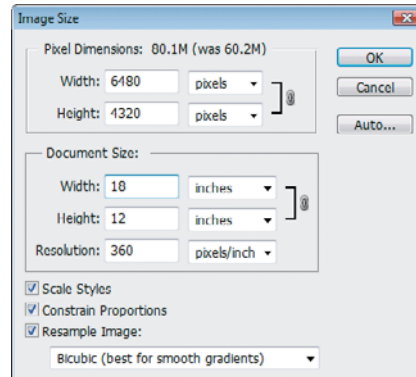 Image Size
Pixel Dimensions: 80.1M (was 60.2M)
Width: 6480 pixels
Height: 4320 pixels
OK
Cancel
Auto...
Document Size:
Width: 18 inches
Height: 12 inches
Resolution: 360 pixels/inch
Scale Styles
Constrain Proportions
Resample Image:
Bicubic (best for smooth gradients)